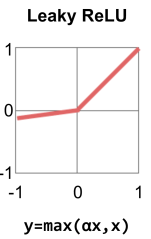 Leaky ReLU
1
0
-1
-1 0 1
y=max(αx,x)